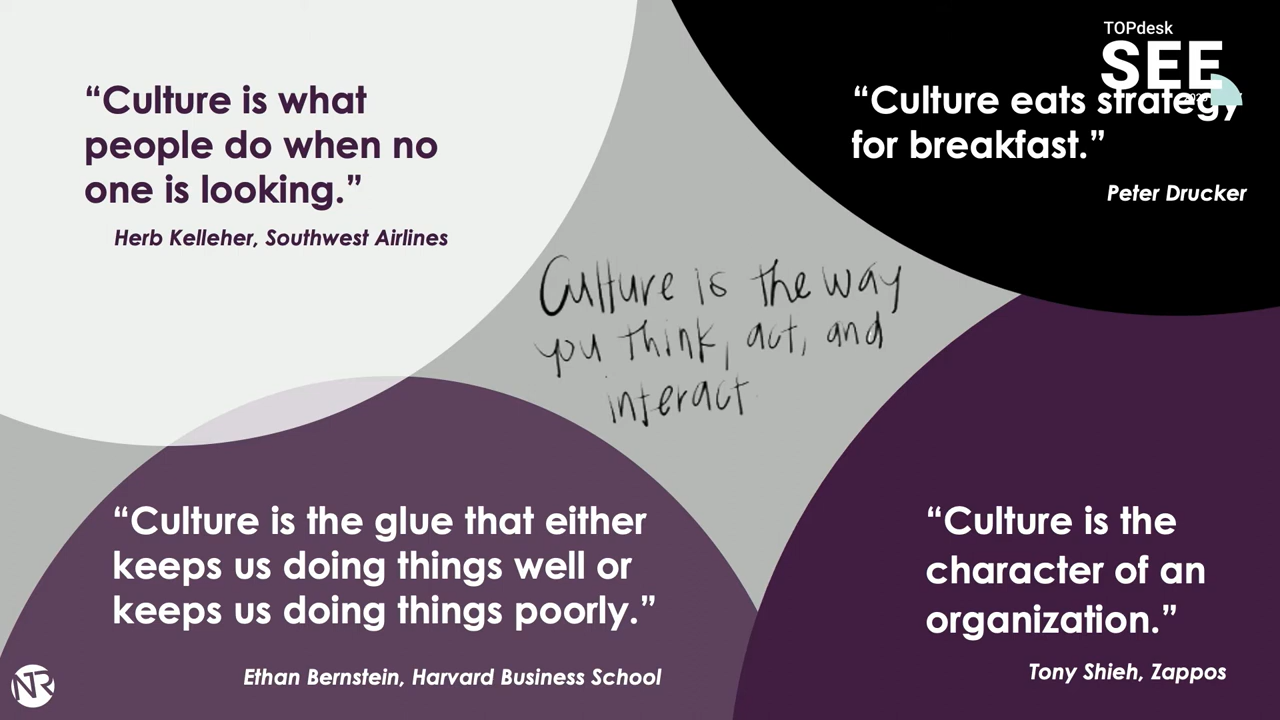 “Culture is what
people do when no
one is looking.”
Herb Kelleher, Southwest Airlines
TOPdesk
SEE
“Culture eats strategy
for breakfast.”
Peter Drucker
Culture is the way
you think, act, and
interact
“Culture is the glue that either
keeps us doing things well or
keeps us doing things poorly.”
Ethan Bernstein, Harvard Business School
“Culture is the
character of an
organization.”
Tony Shieh, Zappos
NR